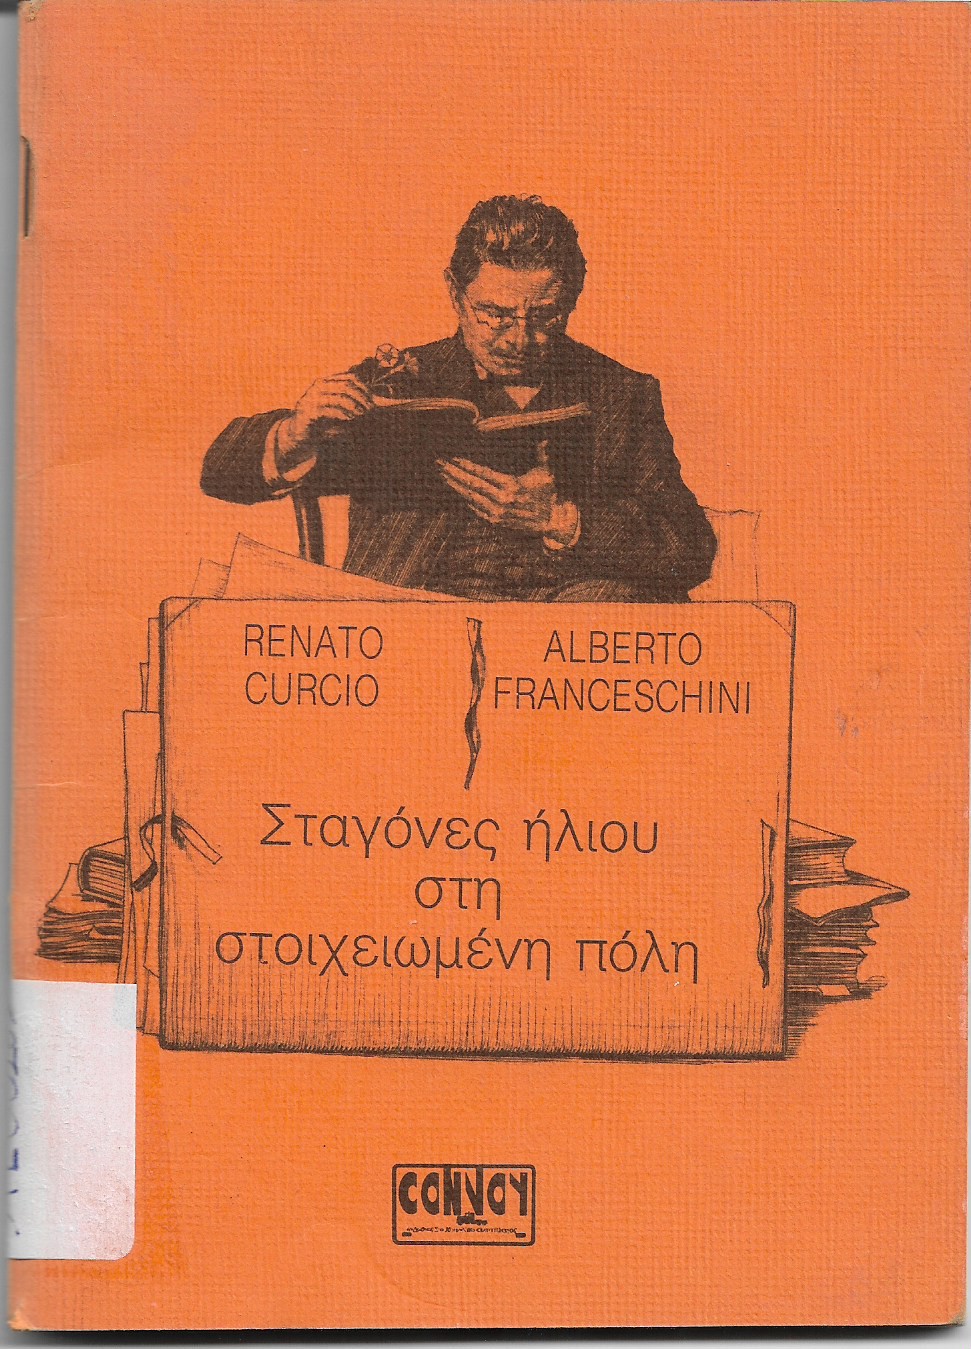 RENATO
CURCIO
ALBERTO
FRANCESCHINI
Σταγόνες ήλιου
στη
στοιχειωμένη πόλη
CONVOY